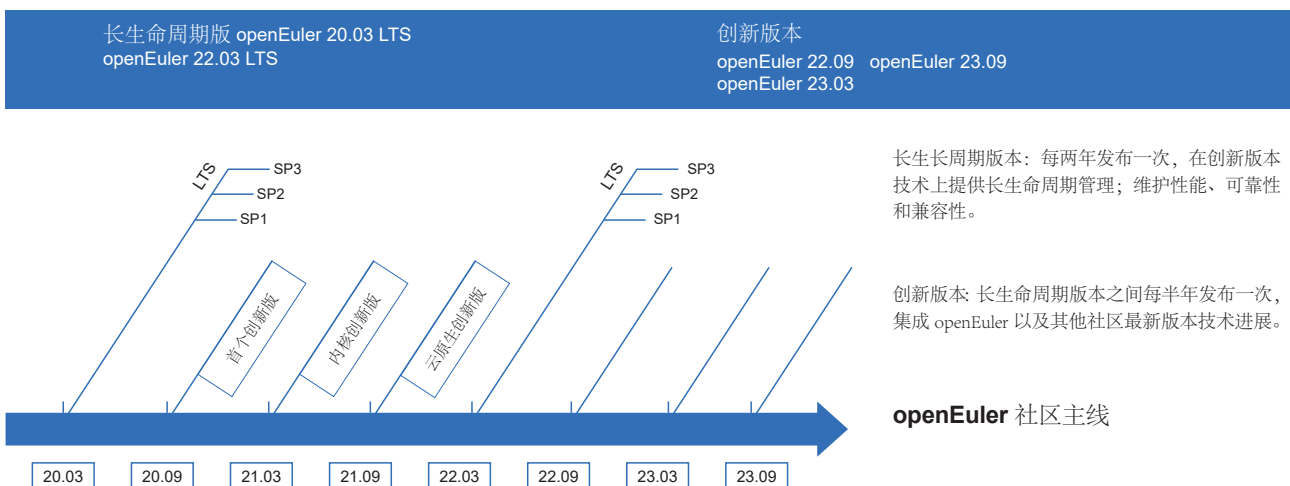 长生命周期版 openEuler 20.03 LTS
openEuler 22.03 LTS
创新版本
openEuler 22.09 openEuler 23.09
openEuler 23.03
LTS
SP3
SP2
SP1
LTS
SP3
SP2
SP1
首个创新版
内核创新版
云原生创新版
长生长周期版本：每两年发布一次，在创新版本
技术上提供长生命周期管理；维护性能、可靠性
和兼容性。
创新版本: 长生命周期版本之间每半年发布一次，
集成 openEuler 以及其他社区最新版本技术进展。
openEuler 社区主线
20.03
20.09
21.03
21.09
22.03
22.09
23.03
23.09